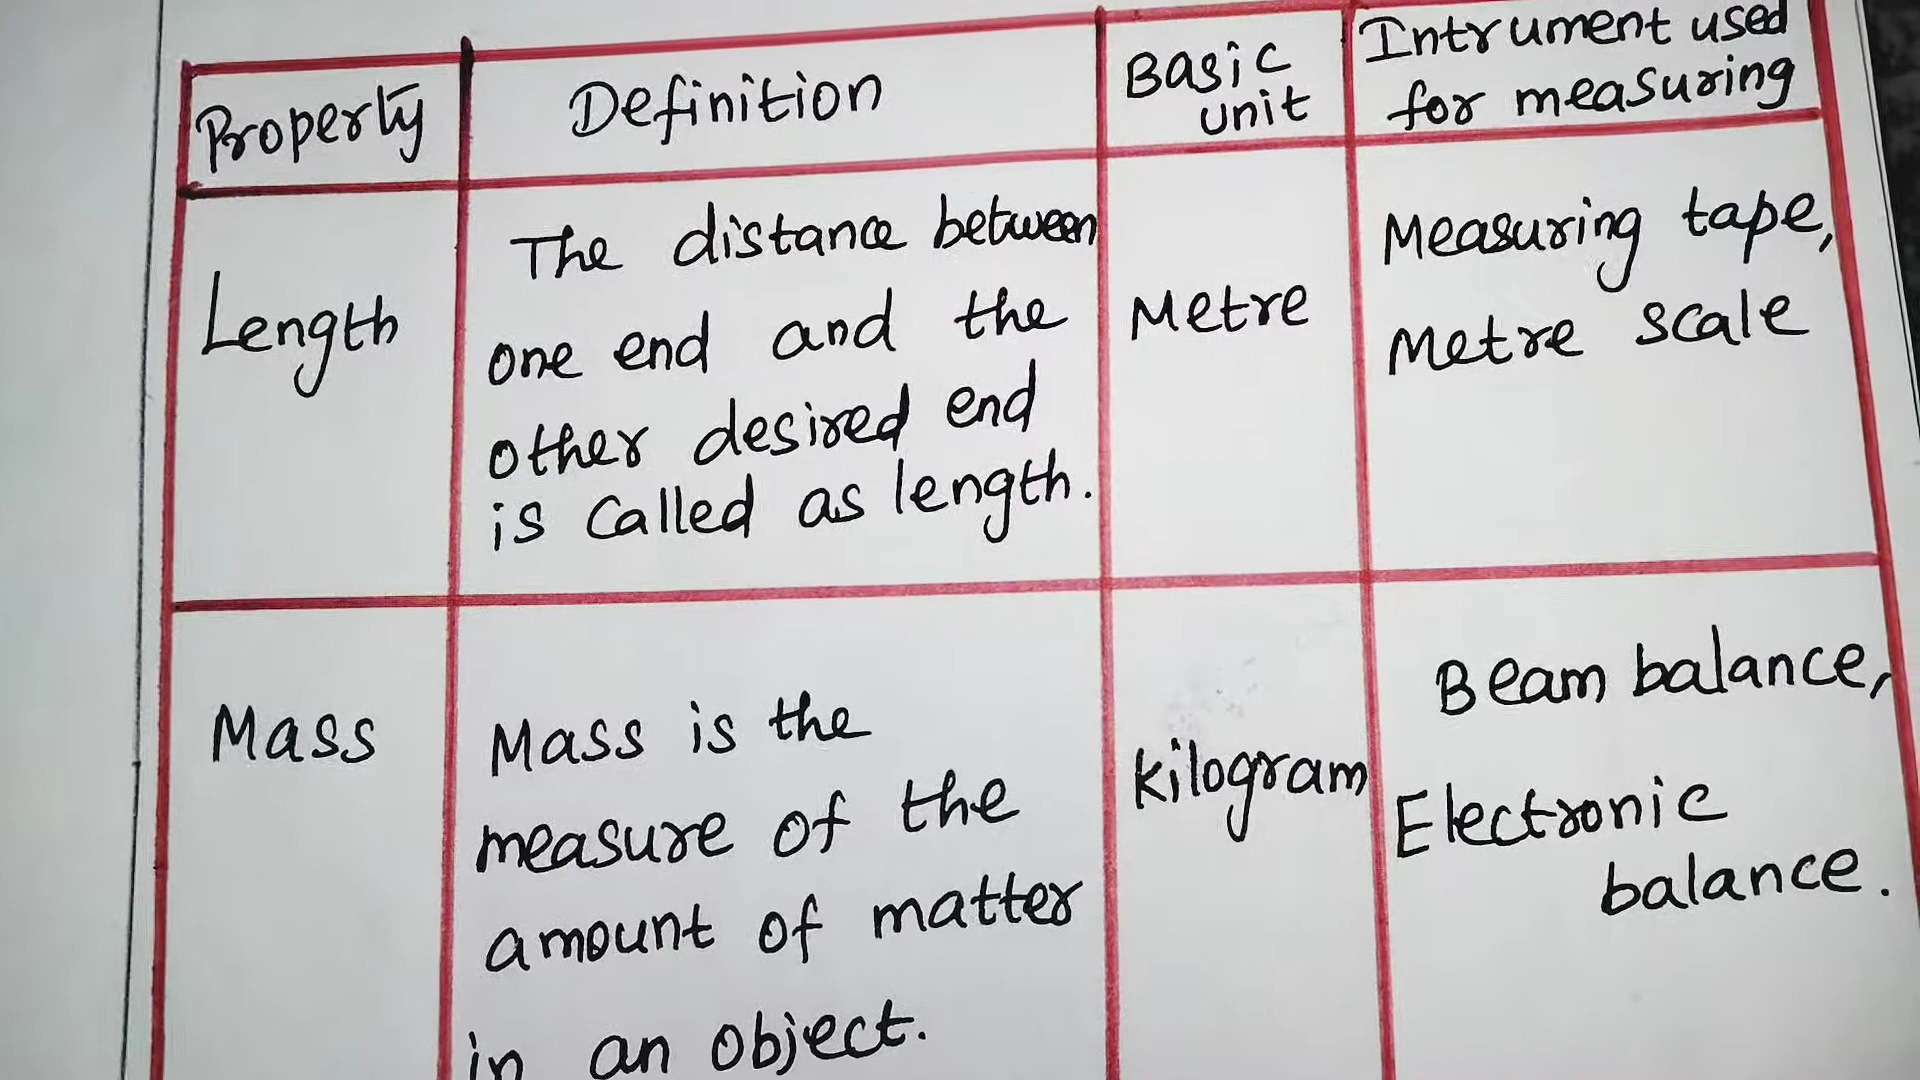 Property
Definition
Basic
unit
Intrument used
for measuring
Length
The distance between
one end and the
other desired end
is called as length.
Metre
Measuring tape,
Metre scale
Mass
Mass is the
measure of the
amount of matter
in an object.
kilogram
Beam balance,
Electronic
balance.